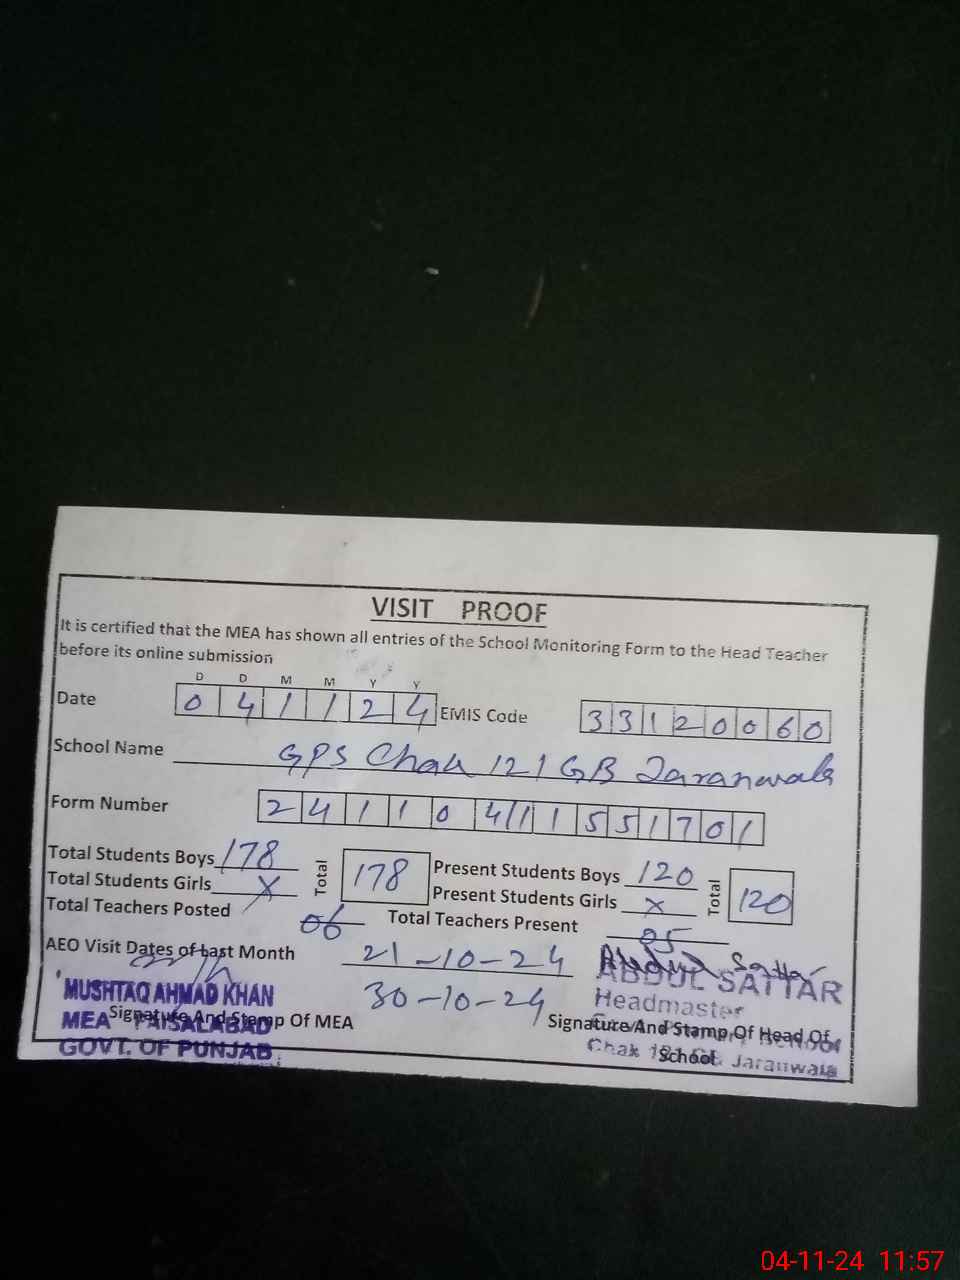 VISIT PROOF
It is certified that the MEA has shown all entries of the School Monitoring Form to the Head Teacher
before its online submission
D D M M Y Y
Date 0 4 1 1 2 4 EMIS Code 3 3 1 2 0 0 6 0
School Name GPS Chak 121 GB Jaranwala
Form Number 2 4 1 1 0 4 1 1 5 5 1 7 0 1
Total Students Boys 178 Total 178 Present Students Boys 120 Total 120
Total Students Girls X Present Students Girls X
Total Teachers Posted 06 Total Teachers Present 05
AEO Visit Dates of Last Month 21-10-24
30-10-24
Abdul Sattar
MUSHTAQ AHMAD KHAN
MEA FAISALABAD
GOVT. OF PUNJAB
Signature And Stamp Of MEA
ABDUL SATTAR
Headmaster
School
Chak Jaranwala
Signature And Stamp Of Head Of
School
04-11-24 11:57